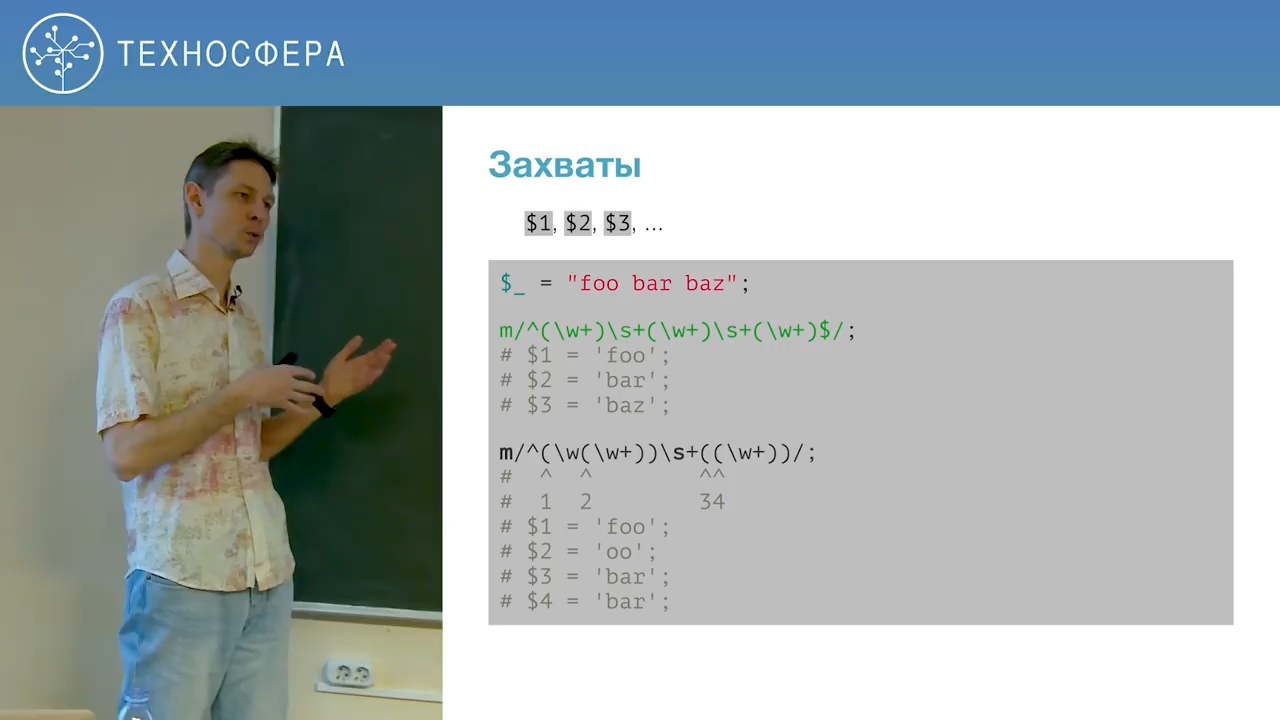 ТЕХНОСФЕРА
Захваты
$1, $2, $3, ...
$_ = "foo bar baz";
m/^(\w+)\s+(\w+)\s+(\w+)$/;
# $1 = 'foo';
# $2 = 'bar';
# $3 = 'baz';
m/^(\w(\w+))\s+((\w+))/;
#  ^  ^        ^^
#  1  2        34
# $1 = 'foo';
# $2 = 'oo';
# $3 = 'bar';
# $4 = 'bar';